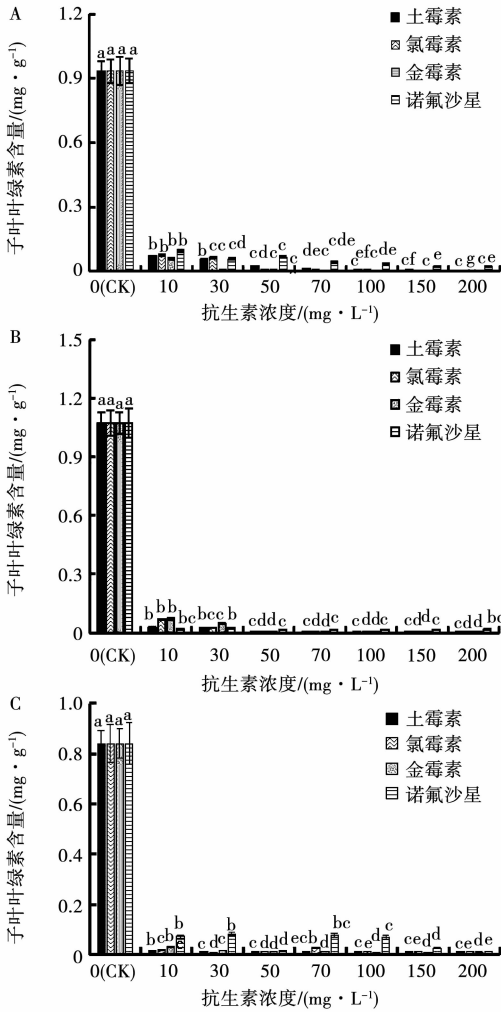 A
子叶叶绿素含量/(mg·g⁻¹)
1.2
0.9
0.6
0.3
0
土霉素
氯霉素
金霉素
诺氟沙星
a a a a
b b b b
b c c c d
c d c c
c
d e c c d e
c e f c d e
c f c e
c g c e
0(CK) 10 30 50 70 100 150 200
抗生素浓度/(mg·L⁻¹)
B
子叶叶绿素含量/(mg·g⁻¹)
1.5
1.2
0.9
0.6
0.3
0
土霉素
氯霉素
金霉素
诺氟沙星
a a a a
b b b bc
b c c b
c d d c
c d d c
c d d c
c d d c
c d d bc
0(CK) 10 30 50 70 100 150 200
抗生素浓度/(mg·L⁻¹)
C
子叶叶绿素含量/(mg·g⁻¹)
1.0
0.8
0.6
0.4
0.2
0
土霉素
氯霉素
金霉素
诺氟沙星
a a a a
b c b b
c d c b
c d d d
e c b d bc
c e d c
c e d d
c e d e
0(CK) 10 30 50 70 100 150 200
抗生素浓度/(mg·L⁻¹)